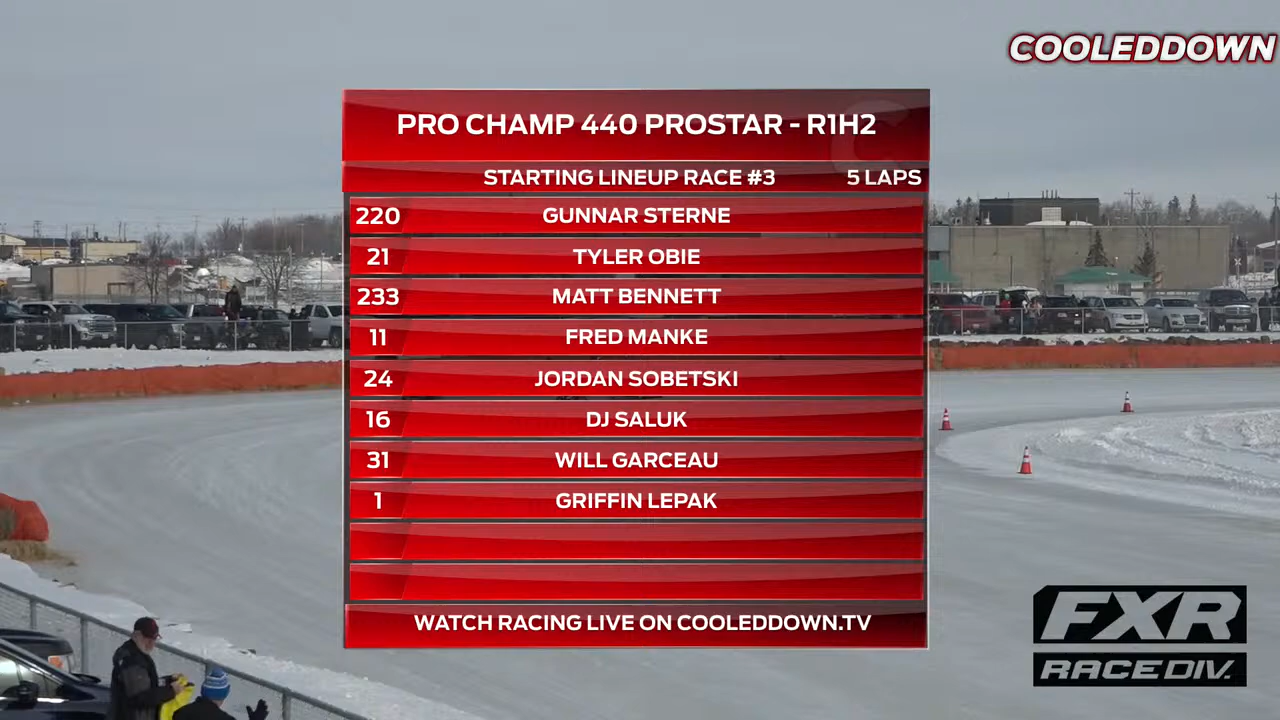 COOLEDDOWN
PRO CHAMP 440 PROSTAR - R1H2
STARTING LINEUP RACE #3 5 LAPS
220 GUNNAR STERNE
21 TYLER OBIE
233 MATT BENNETT
11 FRED MANKE
24 JORDAN SOBETSKI
16 DJ SALUK
31 WILL GARCEAU
1 GRIFFIN LEPAK
WATCH RACING LIVE ON COOLEDDOWN.TV
FXR
RACE DIV.